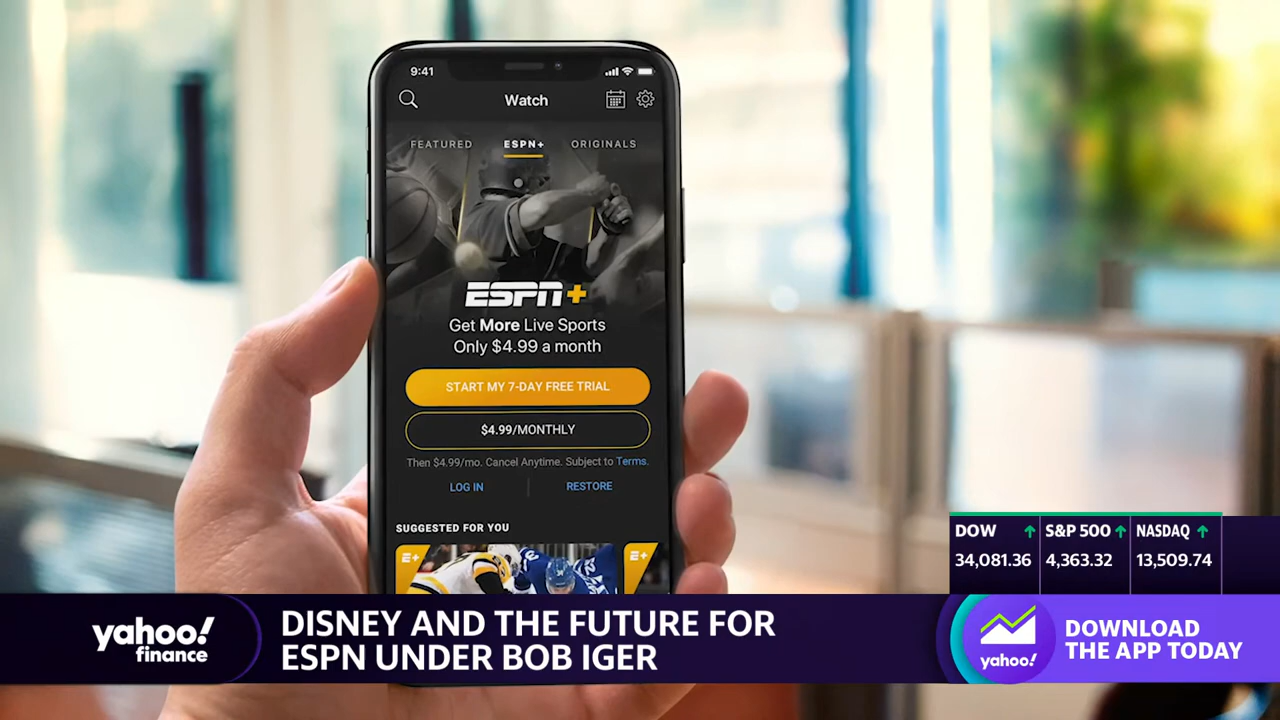 9:41
Watch
FEATURED ESPN+ ORIGINALS
ESPN+
Get More Live Sports
Only $4.99 a month
START MY 7-DAY FREE TRIAL
$4.99/MONTHLY
Then $4.99/mo. Cancel Anytime. Subject to Terms.
LOG IN RESTORE
SUGGESTED FOR YOU
E+ E+
DOW S&P 500 NASDAQ
34,081.36 4,363.32 13,509.74
yahoo!
finance
DISNEY AND THE FUTURE FOR
ESPN UNDER BOB IGER
yahoo!
DOWNLOAD
THE APP TODAY